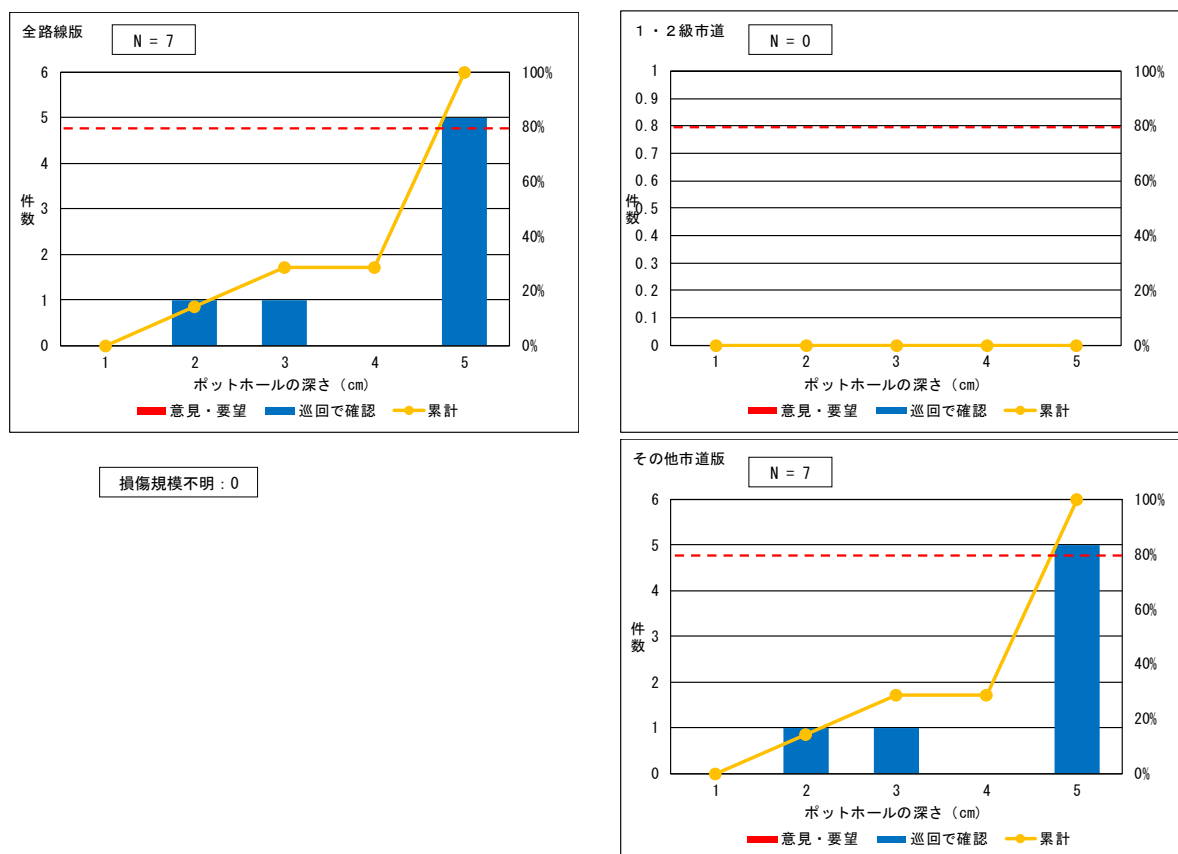 全路線版
N = 7
6
5
4
3
2
1
0
100%
80%
60%
40%
20%
0%
件数
1 2 3 4 5
ポットホールの深さ（cm）
意見・要望 巡回で確認 累計
１・２級市道
N = 0
1
0.9
0.8
0.7
0.6
0.5
0.4
0.3
0.2
0.1
0
100%
80%
60%
40%
20%
0%
件数
1 2 3 4 5
ポットホールの深さ（cm）
意見・要望 巡回で確認 累計
損傷規模不明：0
その他市道版
N = 7
6
5
4
3
2
1
0
100%
80%
60%
40%
20%
0%
件数
1 2 3 4 5
ポットホールの深さ（cm）
意見・要望 巡回で確認 累計